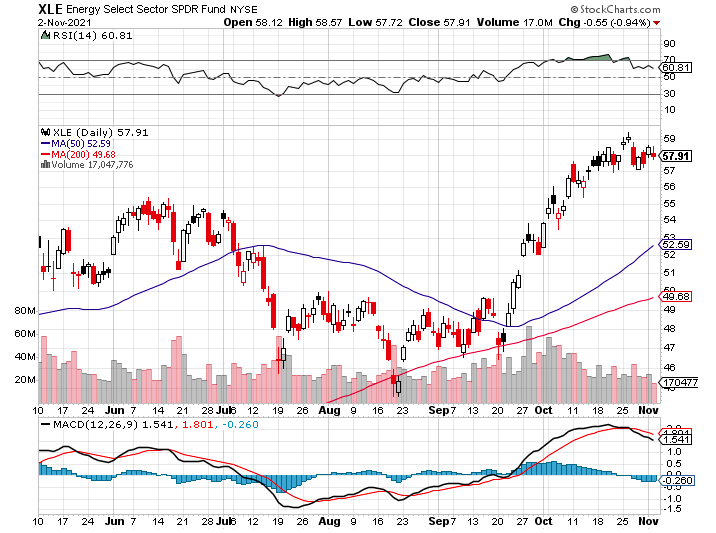 XLE Energy Select Sector SPDR Fund NYSE © StockCharts.com
2-Nov-2021 Open 58.12 High 58.57 Low 57.72 Close 57.91 Volume 17.0M Chg -0.55 (-0.94%)
RSI(14) 60.81
90
70
60.81
50
30
10
XLE (Daily) 57.91
MA(50) 52.59
MA(200) 49.68
Volume 17,047,776
59
57.91
57
56
55
54
53
52.59
52
51
50
49.68
49
48
47
46
80M
60M
40M
20M
170477
10 17 24 Jun 7 14 21 28 Jul 6 12 19 26 Aug 9 16 23 Sep 7 13 20 27 Oct 11 18 25 Nov
MACD(12,26,9) 1.541, 1.801, -0.260
1.801
1.541
1.0
0.5
-0.260
-0.5
-1.0
-1.5
10 17 24 Jun 7 14 21 28 Jul 6 12 19 26 Aug 9 16 23 Sep 7 13 20 27 Oct 11 18 25 Nov